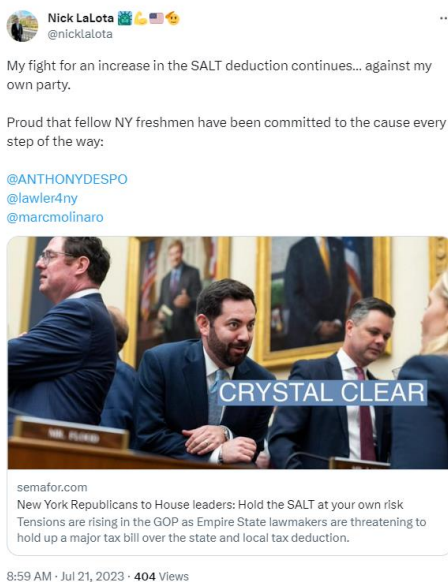 Nick LaLota
@nicklalota
My fight for an increase in the SALT deduction continues... against my
own party.
Proud that fellow NY freshmen have been committed to the cause every
step of the way:
@ANTHONYDESPO
@lawler4ny
@marcmolinaro
CRYSTAL CLEAR
MR. FLOOD
semafor.com
New York Republicans to House leaders: Hold the SALT at your own risk
Tensions are rising in the GOP as Empire State lawmakers are threatening to
hold up a major tax bill over the state and local tax deduction.
8:59 AM · Jul 21, 2023 · 404 Views